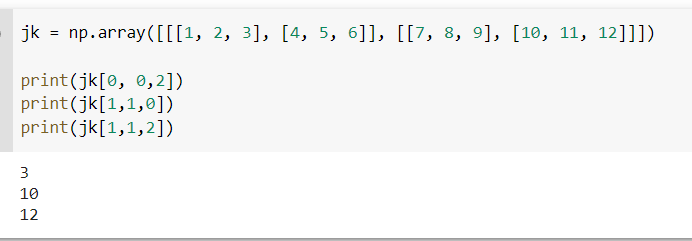 jk = np.array([[[1, 2, 3], [4, 5, 6]], [[7, 8, 9], [10, 11, 12]]])
print(jk[0, 0,2])
print(jk[1,1,0])
print(jk[1,1,2])
3
10
12